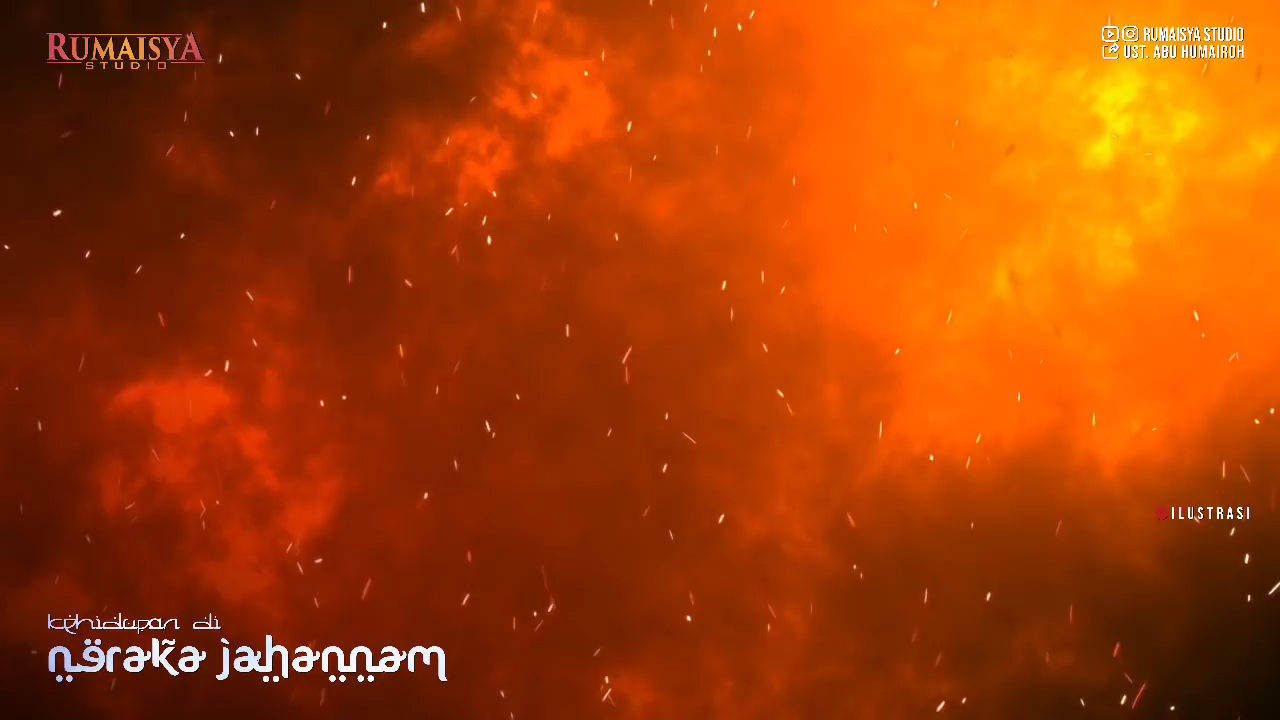 RUMAISYA
STUDIO
RUMAISYA STUDIO
UST. ABU HUMAIROH
ILUSTRASI
kehidupan di
neraka jahannam